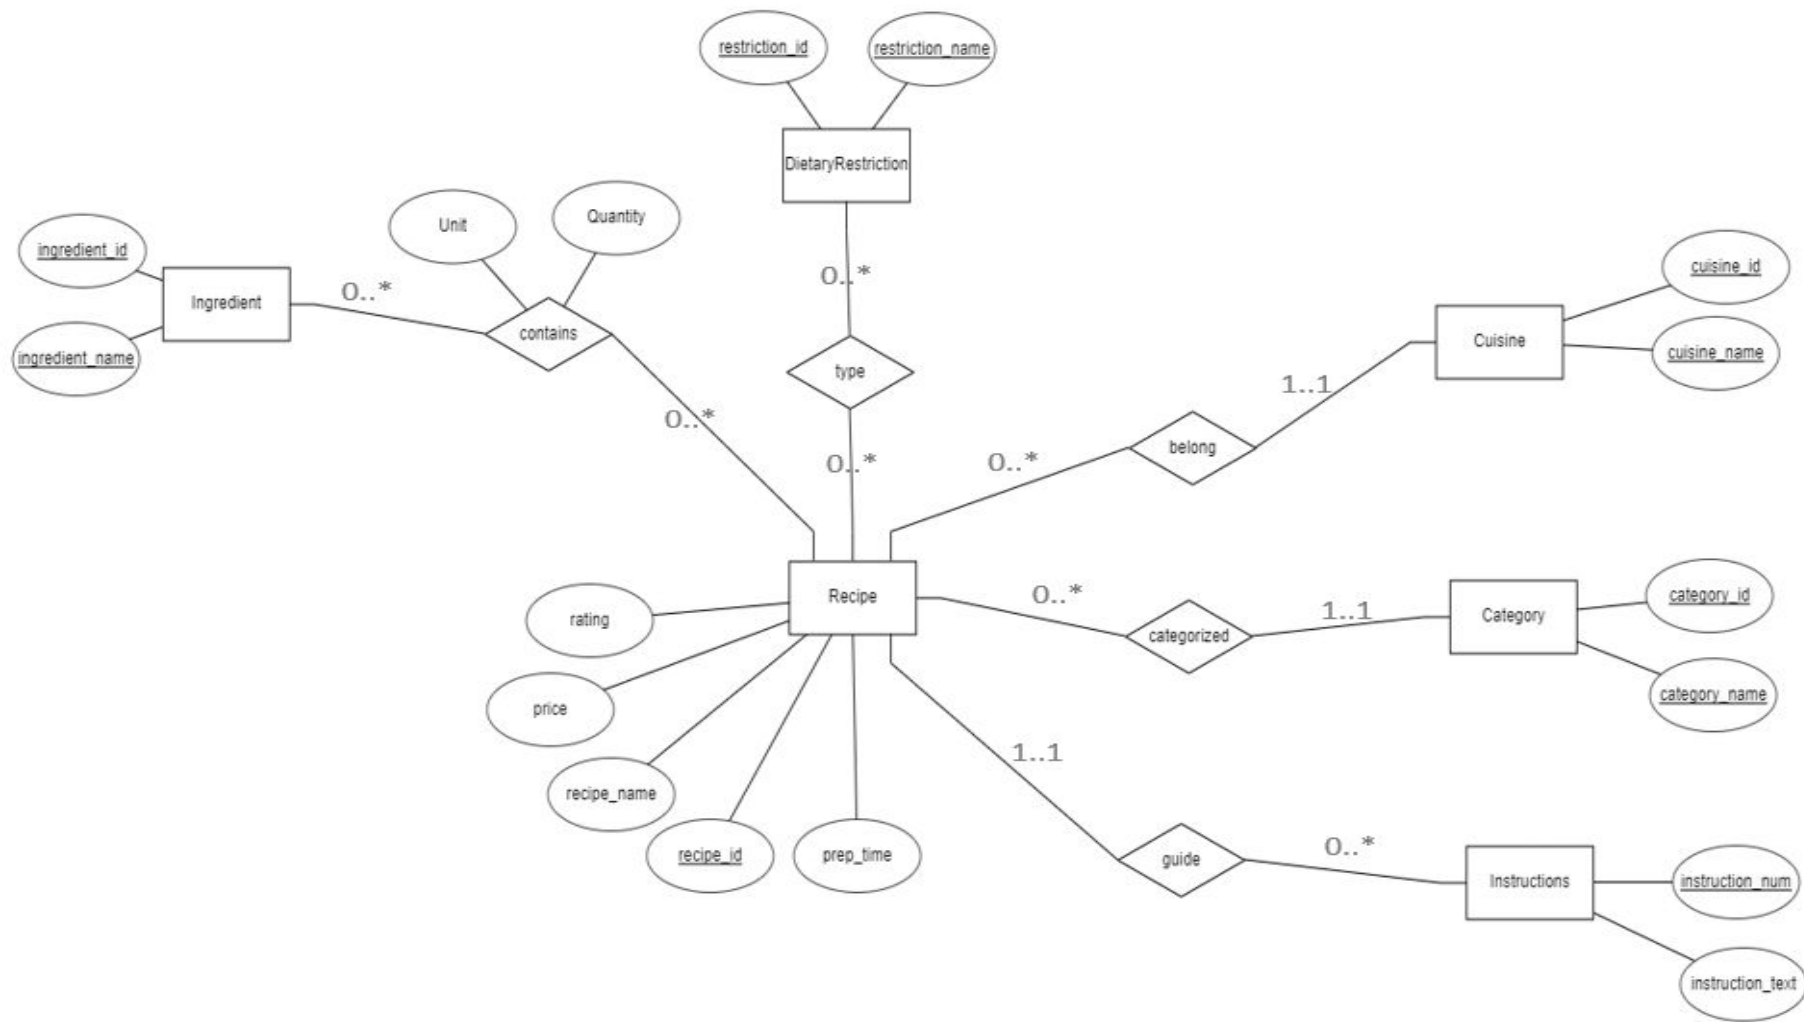 restriction_id
restriction_name
DietaryRestriction
Unit
Quantity
ingredient_id
Ingredient
ingredient_name
0..*
contains
0..*
0..*
type
0..*
cuisine_id
Cuisine
cuisine_name
1..1
belong
0..*
Recipe
rating
price
recipe_name
recipe_id
prep_time
0..*
categorized
1..1
Category
category_id
category_name
1..1
guide
0..*
Instructions
instruction_num
instruction_text